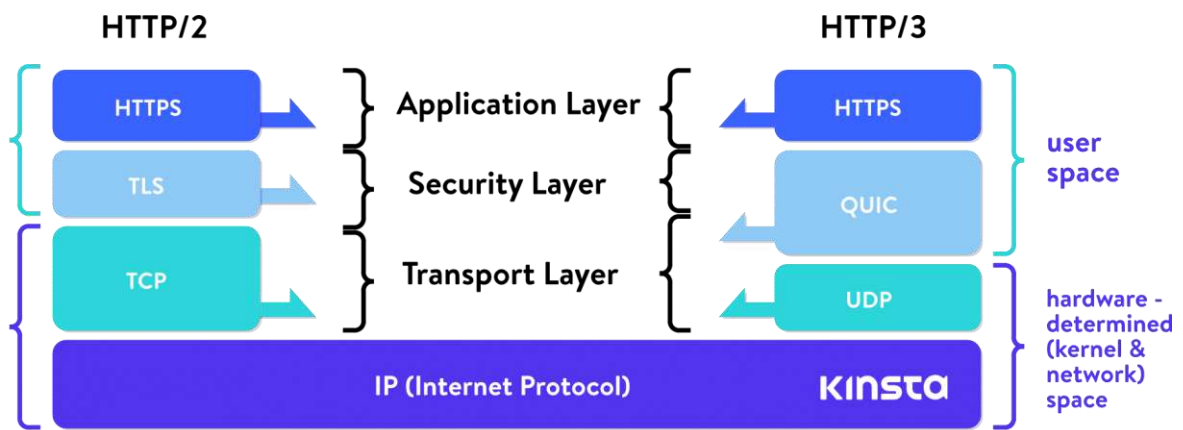 HTTP/2
HTTP/3
HTTPS
Application Layer
HTTPS
TLS
Security Layer
QUIC
user
space
TCP
Transport Layer
UDP
hardware -
determined
(kernel &
network)
space
IP (Internet Protocol)
KINSTA